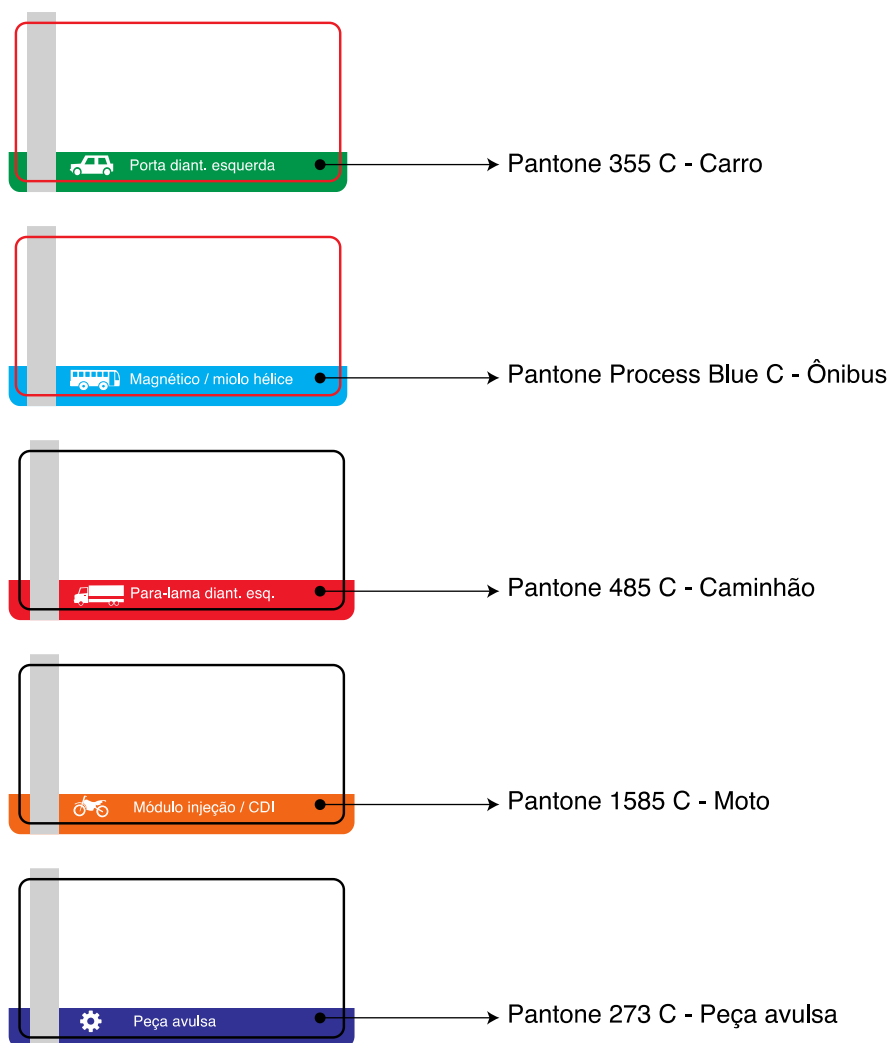 Porta diant. esquerda
Pantone 355 C - Carro
Magnético / miolo hélice
Pantone Process Blue C - Ônibus
Para-lama diant. esq.
Pantone 485 C - Caminhão
Módulo injeção / CDI
Pantone 1585 C - Moto
Peça avulsa
Pantone 273 C - Peça avulsa